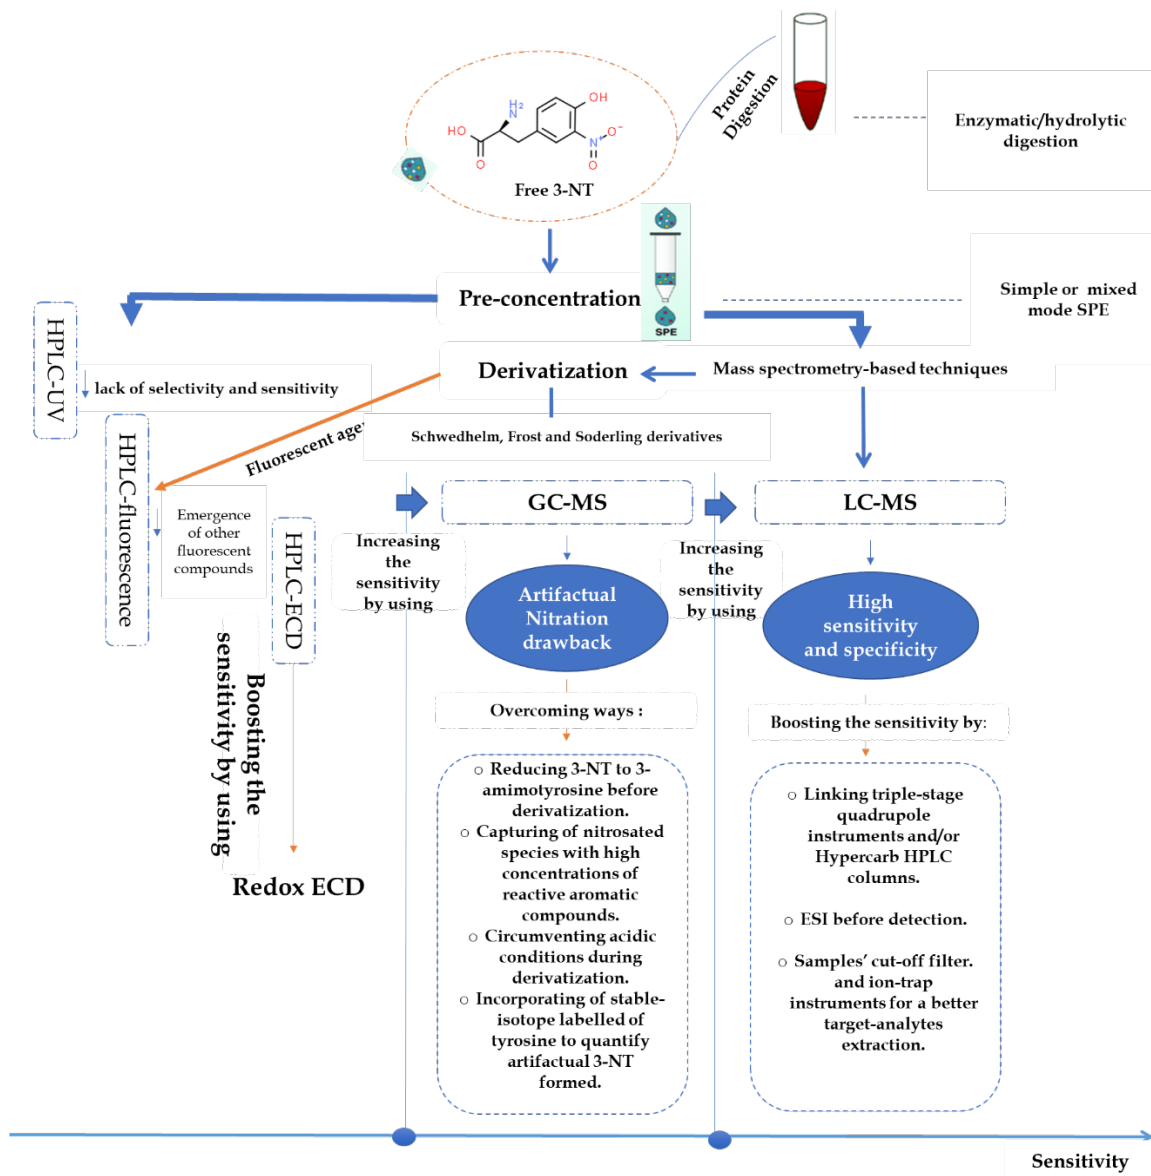 Protein
Digestion
Enzymatic/hydrolytic
digestion
NH2
OH
HO
O
N+
O-
O
Free 3-NT
SPE
Pre-concentration
Simple or mixed
mode SPE
HPLC-UV
lack of selectivity and sensitivity
Derivatization
Mass spectrometry-based techniques
Schwedhelm, Frost and Soderling derivatives
Fluorescent
HPLC-fluorescence
Emergence
of other
fluorescent
compounds
HPLC-ECD
Boosting the
sensitivity by using
Redox ECD
Increasing
the
sensitivity
by using
GC-MS
Artifactual
Nitration
drawback
Overcoming ways :
○ Reducing 3-NT to 3-
amimotyrosine before
derivatization.
○ Capturing of nitrosated
species with high
concentrations of
reactive aromatic
compounds.
○ Circumventing acidic
conditions during
derivatization.
○ Incorporating of stable-
isotope labelled of
tyrosine to quantify
artifactual 3-NT
formed.
Increasing
the
sensitivity
by using
LC-MS
High
sensitivity
and specificity
Boosting the sensitivity by:
○ Linking triple-stage
quadrupole
instruments and/or
Hypercarb HPLC
columns.
○ ESI before detection.
○ Samples' cut-off filter.
and ion-trap
instruments for a better
target-analytes
extraction.
Sensitivity